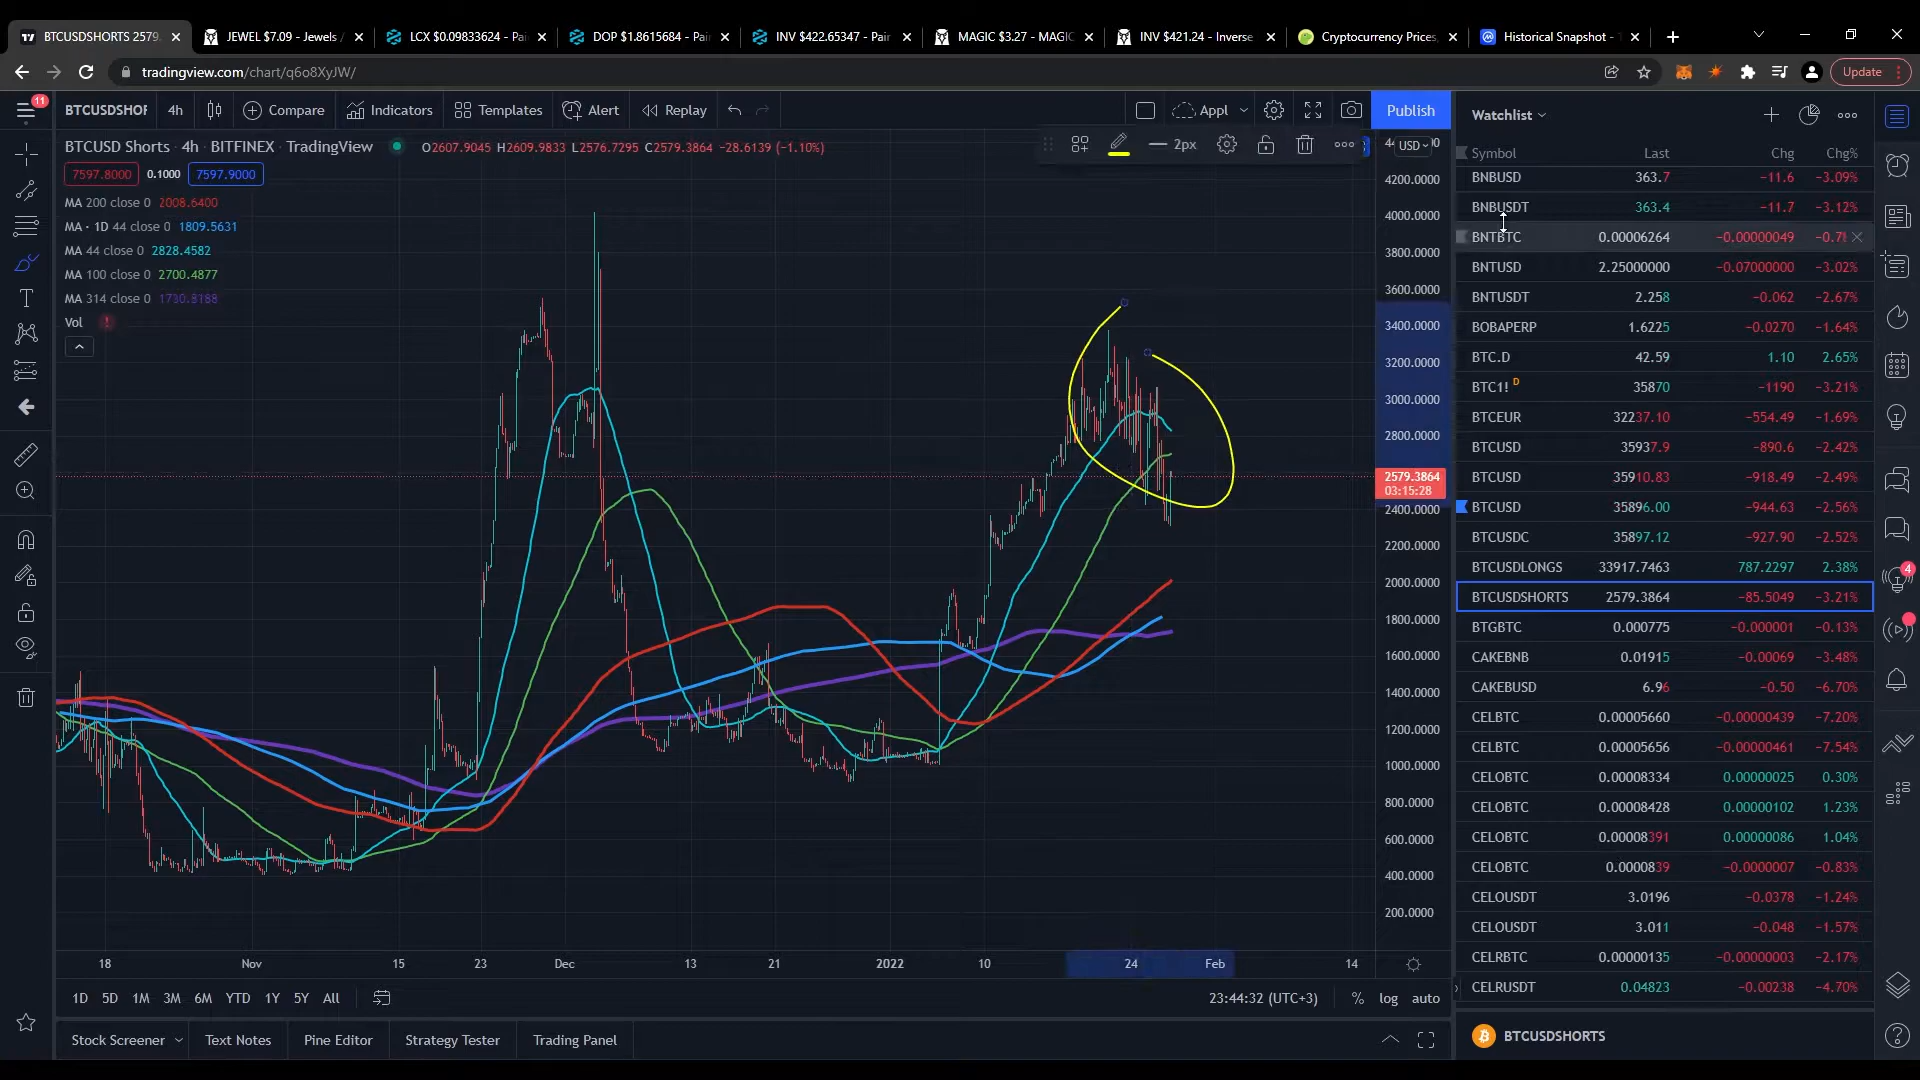 BTCUSDSHORTS 2579.
JEWEL $7.09 - Jewels /
LCX $0.09833624 - Pai
DOP $1.8615684 - Pair
INV $422.65347 - Pair
MAGIC $3.27 - MAGIC
INV $421.24 - Inverse
Cryptocurrency Prices,
Historical Snapshot -
tradingview.com/chart/q6o8XyJW/
Update
11
BTCUSDSHOR
4h
Compare
Indicators
Templates
Alert
Replay
Appl
Publish
BTCUSD Shorts · 4h · BITFINEX · TradingView
O2607.9045 H2609.9833 L2576.7295 C2579.3864 −28.6139 (−1.10%)
2px
USD
7597.8000
0.1000
7597.9000
MA 200 close 0 2008.6400
MA · 1D 44 close 0 1809.5631
MA 44 close 0 2828.4582
MA 100 close 0 2700.4877
MA 314 close 0 1730.8188
Vol
4200.0000
4000.0000
3800.0000
3600.0000
3400.0000
3200.0000
3000.0000
2800.0000
2579.3864
03:15:28
2400.0000
2200.0000
2000.0000
1800.0000
1600.0000
1400.0000
1200.0000
1000.0000
800.0000
600.0000
400.0000
200.0000
18
Nov
15
23
Dec
13
21
2022
10
24
Feb
14
1D
5D
1M
3M
6M
YTD
1Y
5Y
All
23:44:32 (UTC+3)
%
log
auto
Stock Screener
Text Notes
Pine Editor
Strategy Tester
Trading Panel
Watchlist
Symbol Last Chg Chg%
BNBUSD 363.7 −11.6 −3.09%
BNBUSDT 363.4 −11.7 −3.12%
BNTBTC 0.00006264 −0.00000049 −0.7
BNTUSD 2.25000000 −0.07000000 −3.02%
BNTUSDT 2.258 −0.062 −2.67%
BOBAPERP 1.6225 −0.0270 −1.64%
BTC.D 42.59 1.10 2.65%
BTC1! D 35870 −1190 −3.21%
BTCEUR 32237.10 −554.49 −1.69%
BTCUSD 35937.9 −890.6 −2.42%
BTCUSD 35910.83 −918.49 −2.49%
BTCUSD 35896.00 −944.63 −2.56%
BTCUSDC 35897.12 −927.90 −2.52%
BTCUSDLONGS 33917.7463 787.2297 2.38%
BTCUSDSHORTS 2579.3864 −85.5049 −3.21%
BTGBTC 0.000775 −0.000001 −0.13%
CAKEBNB 0.01915 −0.00069 −3.48%
CAKEBUSD 6.96 −0.50 −6.70%
CELBTC 0.00005660 −0.00000439 −7.20%
CELBTC 0.00005656 −0.00000461 −7.54%
CELOBTC 0.00008334 0.00000025 0.30%
CELOBTC 0.00008428 0.00000102 1.23%
CELOBTC 0.00008391 0.00000086 1.04%
CELOBTC 0.0000839 −0.0000007 −0.83%
CELOUSDT 3.0196 −0.0378 −1.24%
CELOUSDT 3.011 −0.048 −1.57%
CELRBTC 0.00000135 −0.00000003 −2.17%
CELRUSDT 0.04823 −0.00238 −4.70%
BTCUSDSHORTS
4